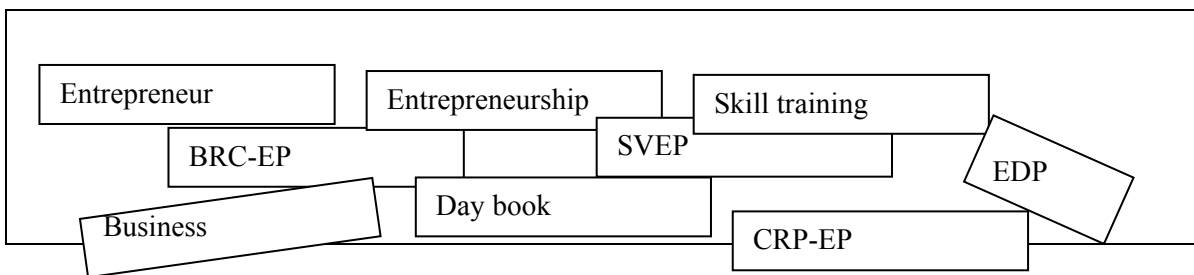 Entrepreneur
Entrepreneurship
Skill training
BRC-EP
SVEP
EDP
Business
Day book
CRP-EP